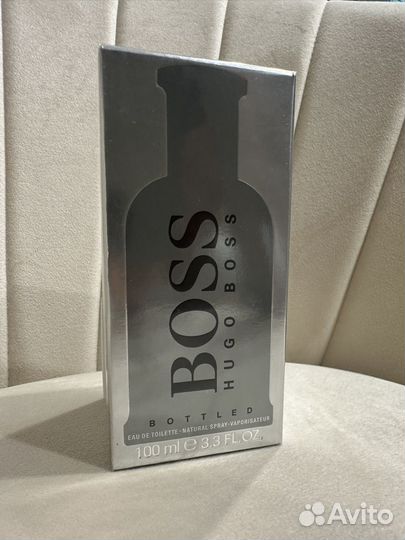 BOSS
HUGO BOSS
BOTTLED
EAU DE TOILETTE-NATURAL SPRAY-VAPORISATEUR
100 ml ℮ 3.3 FL.OZ.
Avito